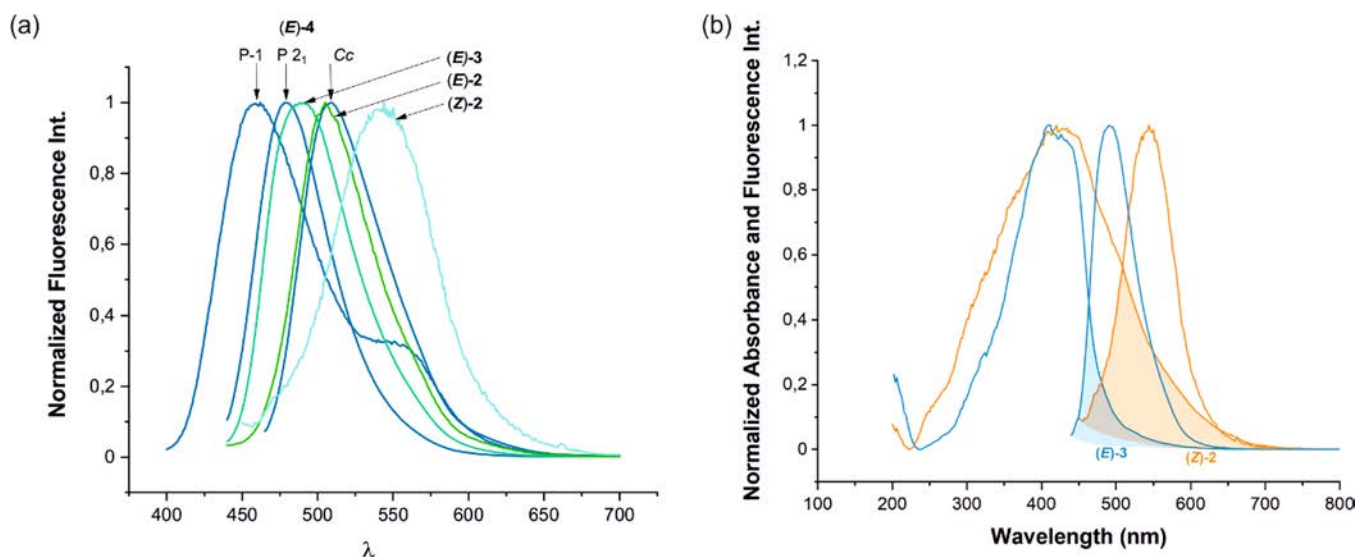 (a)
(E)-4
P-1 P 2₁ Cc
(E)-3
(E)-2
(Z)-2
Normalized Fluorescence Int.
1
0,8
0,6
0,4
0,2
0
400 450 500 550 600 650 700
λ
(b)
Normalized Absorbance and Fluorescence Int.
1,2
1
0,8
0,6
0,4
0,2
0
(E)-3 (Z)-2
100 200 300 400 500 600 700 800
Wavelength (nm)